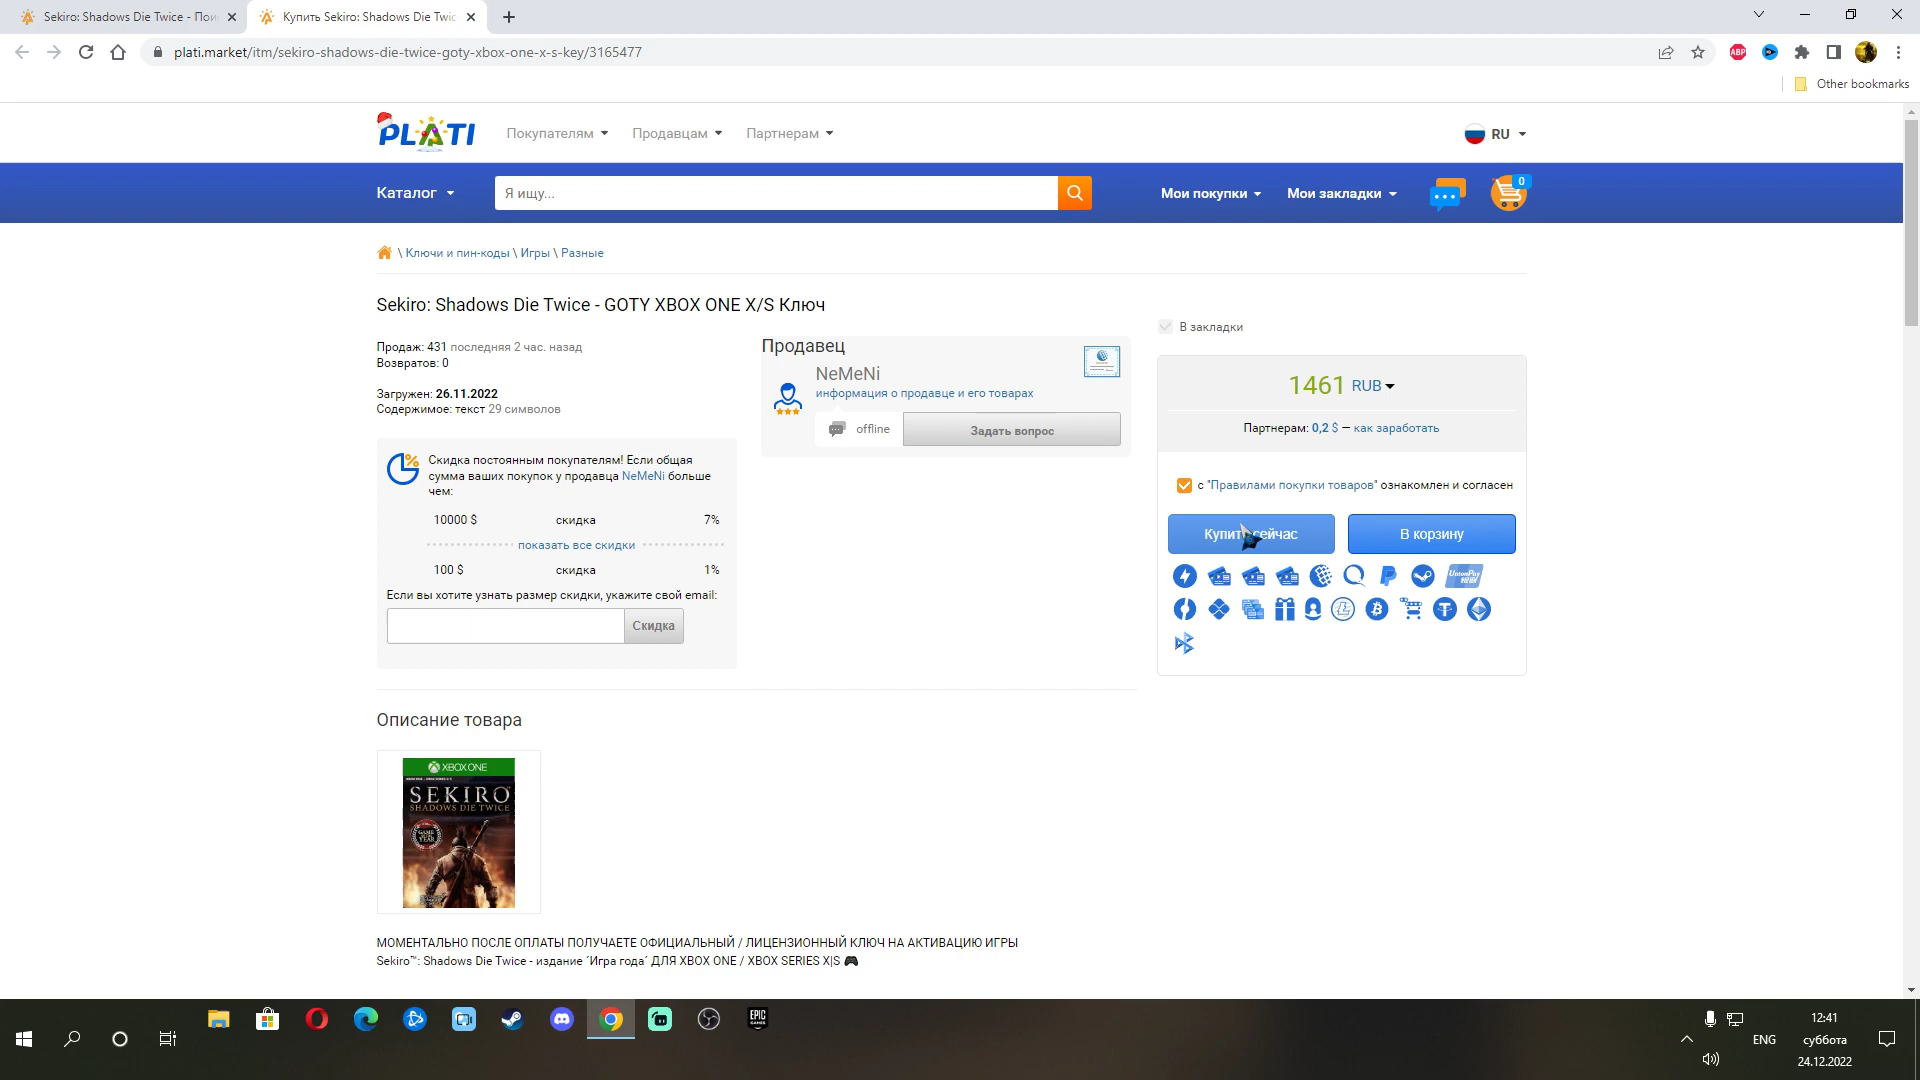 Sekiro: Shadows Die Twice - Пои
Купить Sekiro: Shadows Die Twic
plati.market/itm/sekiro-shadows-die-twice-goty-xbox-one-x-s-key/3165477
ABP
Other bookmarks
PLATI
Покупателям
Продавцам
Партнерам
RU
Каталог
Я ищу...
Мои покупки
Мои закладки
0
\ Ключи и пин-коды \ Игры \ Разные
Sekiro: Shadows Die Twice - GOTY XBOX ONE X/S Ключ
В закладки
Продаж: 431 последняя 2 час. назад
Возвратов: 0
Загружен: 26.11.2022
Содержимое: текст 29 символов
Продавец
NeMeNi
информация о продавце и его товарах
offline
Задать вопрос
1461 RUB
Партнерам: 0,2 $ — как заработать
с "Правилами покупки товаров" ознакомлен и согласен
Купить сейчас
В корзину
UnionPay
Скидка постоянным покупателям! Если общая
сумма ваших покупок у продавца NeMeNi больше
чем:
10000 $ скидка 7%
показать все скидки
100 $ скидка 1%
Если вы хотите узнать размер скидки, укажите свой email:
Скидка
Описание товара
XBOX ONE
SEKIRO
SHADOWS DIE TWICE
GAME
YEAR
МОМЕНТАЛЬНО ПОСЛЕ ОПЛАТЫ ПОЛУЧАЕТЕ ОФИЦИАЛЬНЫЙ / ЛИЦЕНЗИОННЫЙ КЛЮЧ НА АКТИВАЦИЮ ИГРЫ
Sekiro™: Shadows Die Twice - издание ´Игра года´ ДЛЯ XBOX ONE / XBOX SERIES X|S 🎮
EPIC
GAMES
ENG
12:41
суббота
24.12.2022